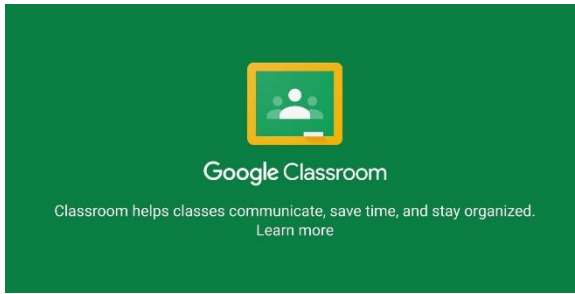 Google Classroom
Classroom helps classes communicate, save time, and stay organized.
Learn more